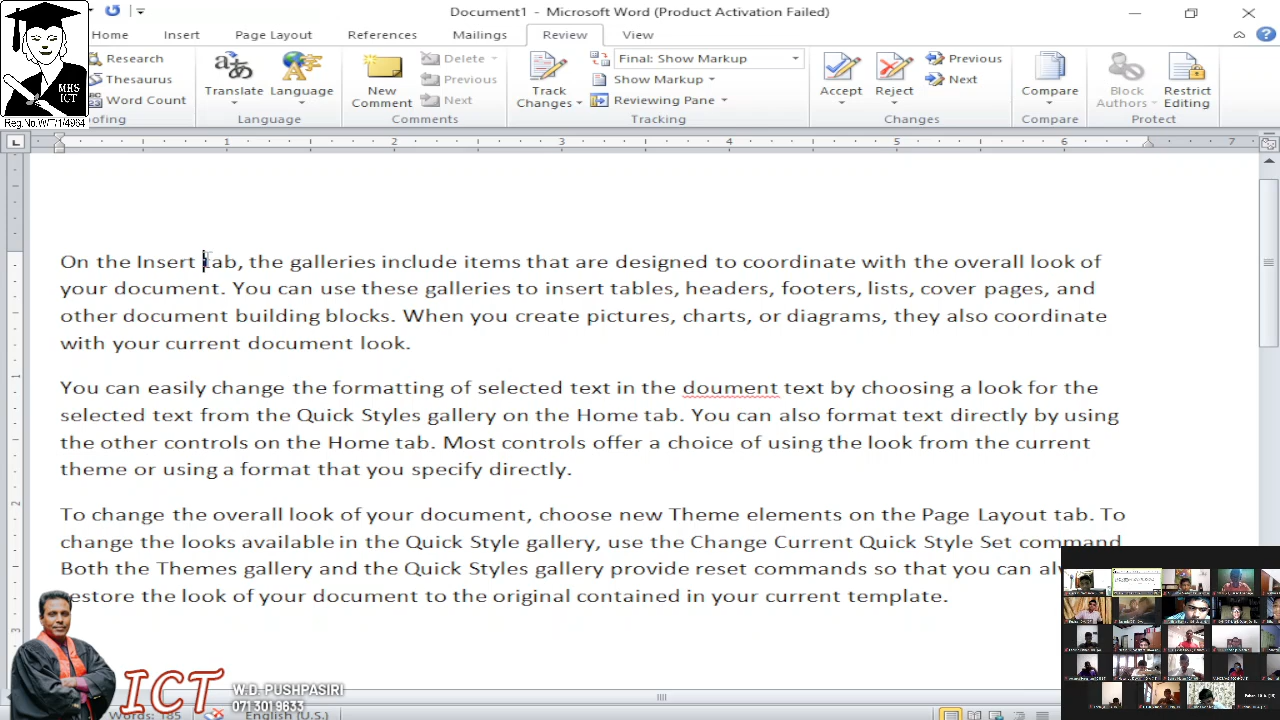 Document1 - Microsoft Word (Product Activation Failed)
Home Insert Page Layout References Mailings Review View
Research
Thesaurus
Word Count
Translate Language
Language
New Comment
Delete
Previous
Next
Comments
Track Changes
Final: Show Markup
Show Markup
Reviewing Pane
Tracking
Accept Reject
Previous
Next
Changes
Compare
Compare
Block Authors
Restrict Editing
Protect
MHS
ICT
1 2 3 4 5 6 7
On the Insert tab, the galleries include items that are designed to coordinate with the overall look of
your document. You can use these galleries to insert tables, headers, footers, lists, cover pages, and
other document building blocks. When you create pictures, charts, or diagrams, they also coordinate
with your current document look.
You can easily change the formatting of selected text in the doument text by choosing a look for the
selected text from the Quick Styles gallery on the Home tab. You can also format text directly by using
the other controls on the Home tab. Most controls offer a choice of using the look from the current
theme or using a format that you specify directly.
To change the overall look of your document, choose new Theme elements on the Page Layout tab. To
change the looks available in the Quick Style gallery, use the Change Current Quick Style Set command
Both the Themes gallery and the Quick Styles gallery provide reset commands so that you can
the look of your the original contained in your current template.
ICT
W.D. PUSHPASIRI
071 301 9633
Words: 185 English (U.S.)